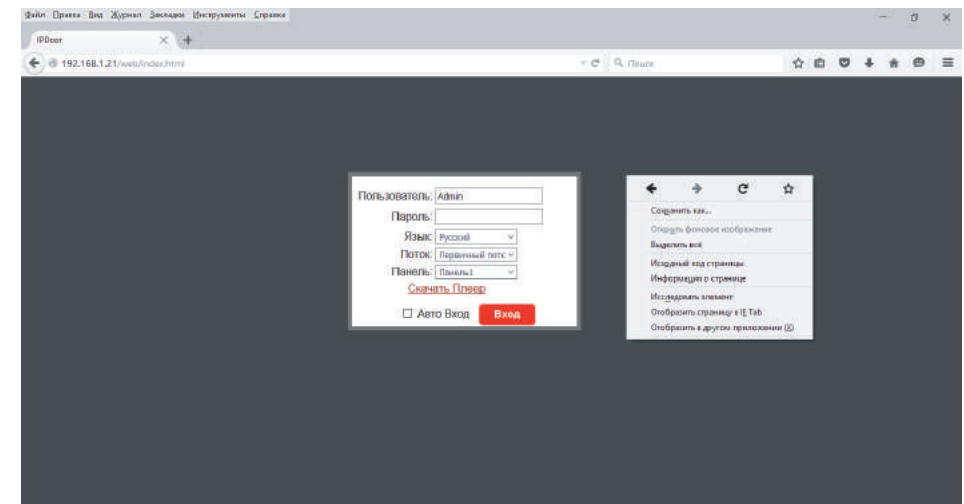 Файл Правка Вид Журнал Закладки Инструменты Справка
IPDoor
192.168.1.21/web/index.html
Поиск
Пользователь: Admin
Пароль:
Язык: Русский
Поток: Первичный поток
Панель: Панель1
Скачать Плеер
Авто Вход Вход
Сохранить как...
Открыть фоновое изображение
Выделить всё
Исходный код страницы
Информация о странице
Исследовать элемент
Отобразить страницу в IE Tab
Отобразить в другом приложении (X)